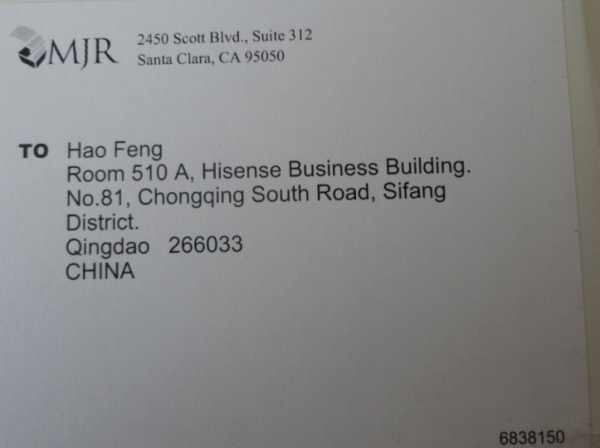 MJR
2450 Scott Blvd., Suite 312
Santa Clara, CA 95050
TO Hao Feng
Room 510 A, Hisense Business Building.
No.81, Chongqing South Road, Sifang
District.
Qingdao 266033
CHINA
6838150